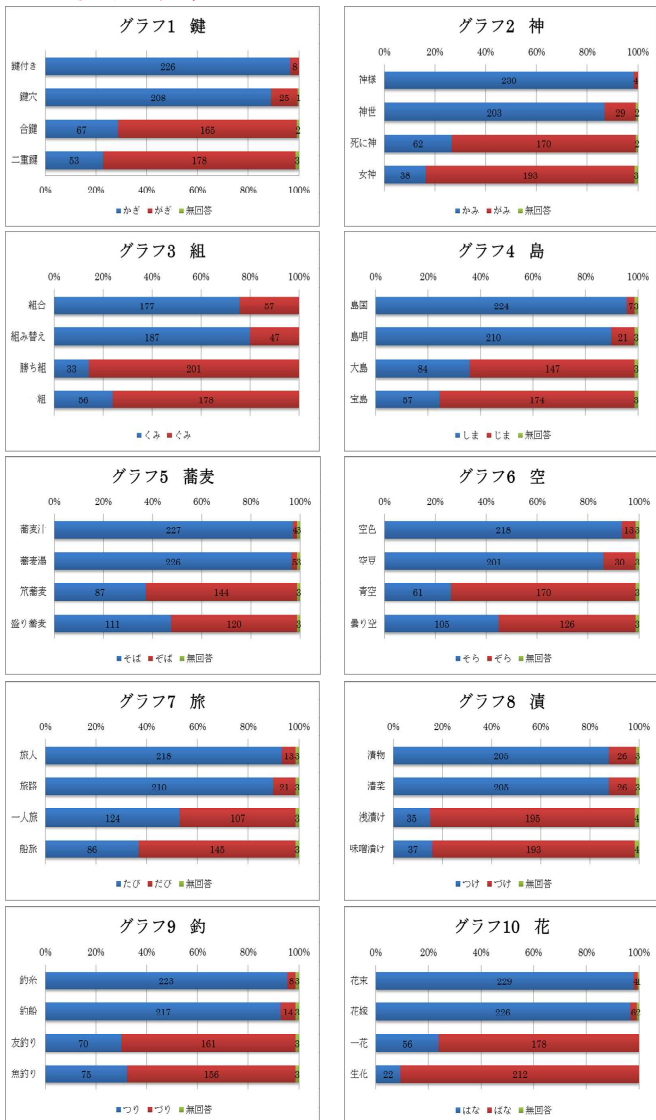 グラフ1 鍵
鍵付き 226 8
鍵穴 208 25 1
合鍵 67 165 2
二重鍵 53 178 3
0% 20% 40% 60% 80% 100%
かぎ がぎ 無回答
グラフ2 神
0% 20% 40% 60% 80% 100%
神様 230 4
神世 203 29 2
死に神 62 170 2
女神 38 193 3
かみ がみ 無回答
グラフ3 組
0% 20% 40% 60% 80% 100%
組合 177 57
組み替え 187 47
勝ち組 33 201
組 56 178
くみ ぐみ
グラフ4 島
0% 20% 40% 60% 80% 100%
島国 224 7 3
島唄 210 21 3
大島 84 147 3
宝島 57 174 3
しま じま 無回答
グラフ5 蕎麦
0% 20% 40% 60% 80% 100%
蕎麦汁 227 4 3
蕎麦湯 226 5 3
笊蕎麦 87 144 3
盛り蕎麦 111 120 3
そば ぞば 無回答
グラフ6 空
0% 20% 40% 60% 80% 100%
空色 218 13 3
空豆 201 30 3
青空 61 170 3
曇り空 105 126 3
そら ぞら 無回答
グラフ7 旅
0% 20% 40% 60% 80% 100%
旅人 218 13 3
旅路 210 21 3
一人旅 124 107 3
船旅 86 145 3
たび だび 無回答
グラフ8 漬
0% 20% 40% 60% 80% 100%
漬物 205 26 3
漬菜 205 26 3
浅漬け 35 195 4
味噌漬け 37 193 4
つけ づけ 無回答
グラフ9 釣
0% 20% 40% 60% 80% 100%
釣糸 223 8 3
釣船 217 14 3
友釣り 70 161 3
魚釣り 75 156 3
つり づり 無回答
グラフ10 花
0% 20% 40% 60% 80% 100%
花束 229 4 1
花嫁 226 6 2
一花 56 178
生花 22 212
はな ばな 無回答